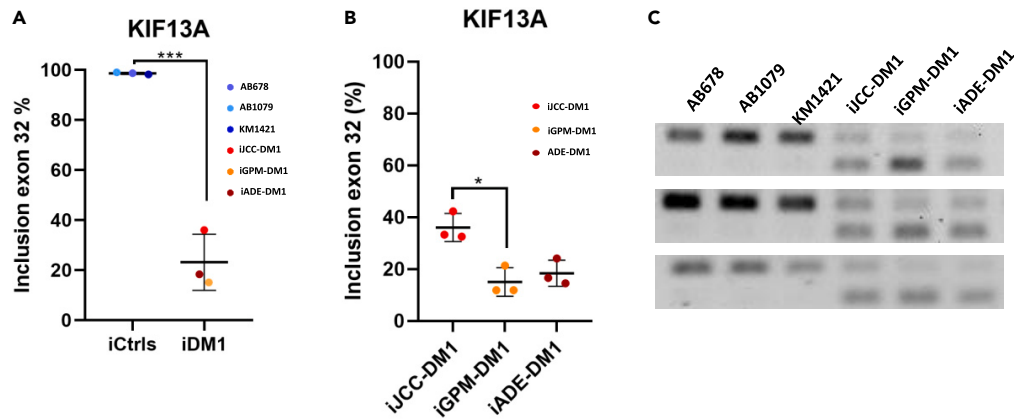 A
KIF13A
Inclusion exon 32 %
100
80
60
40
20
0
***
iCtrls
iDM1
AB678
AB1079
KM1421
iJCC-DM1
iGPM-DM1
iADE-DM1
B
KIF13A
Inclusion exon 32 (%)
100
80
60
40
20
0
*
iJCC-DM1
iGPM-DM1
iADE-DM1
iJCC-DM1
iGPM-DM1
ADE-DM1
C
AB678
AB1079
KM1421
iJCC-DM1
iGPM-DM1
iADE-DM1